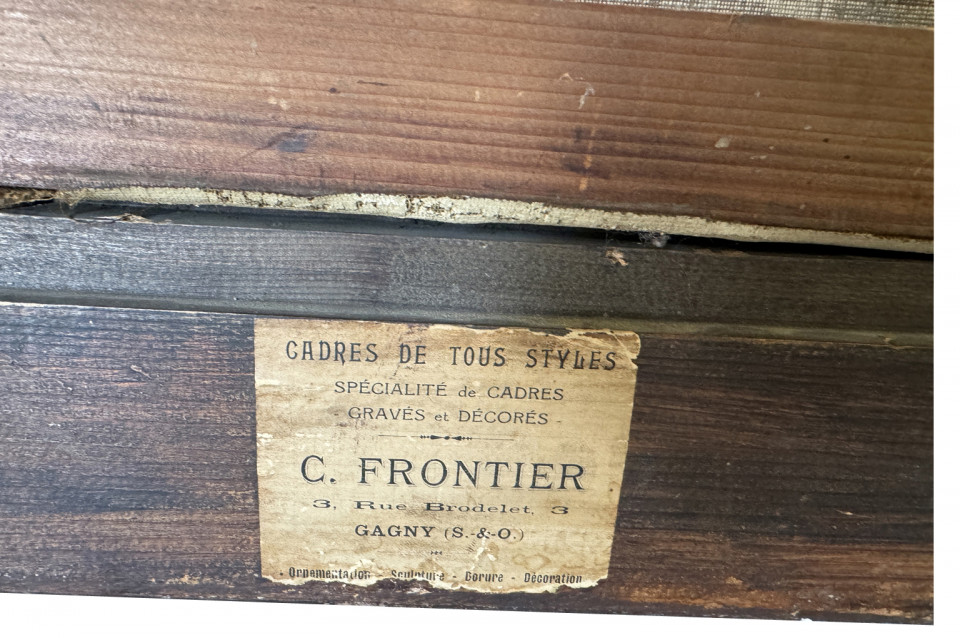 CADRES DE TOUS STYLES
SPÉCIALITÉ de CADRES
- GRAVÉS et DÉCORÉS -
C. FRONTIER
3, Rue Brodelet, 3
GAGNY (S.-&-O.)
- Ornementation - Sculpture - Dorure - Décoration